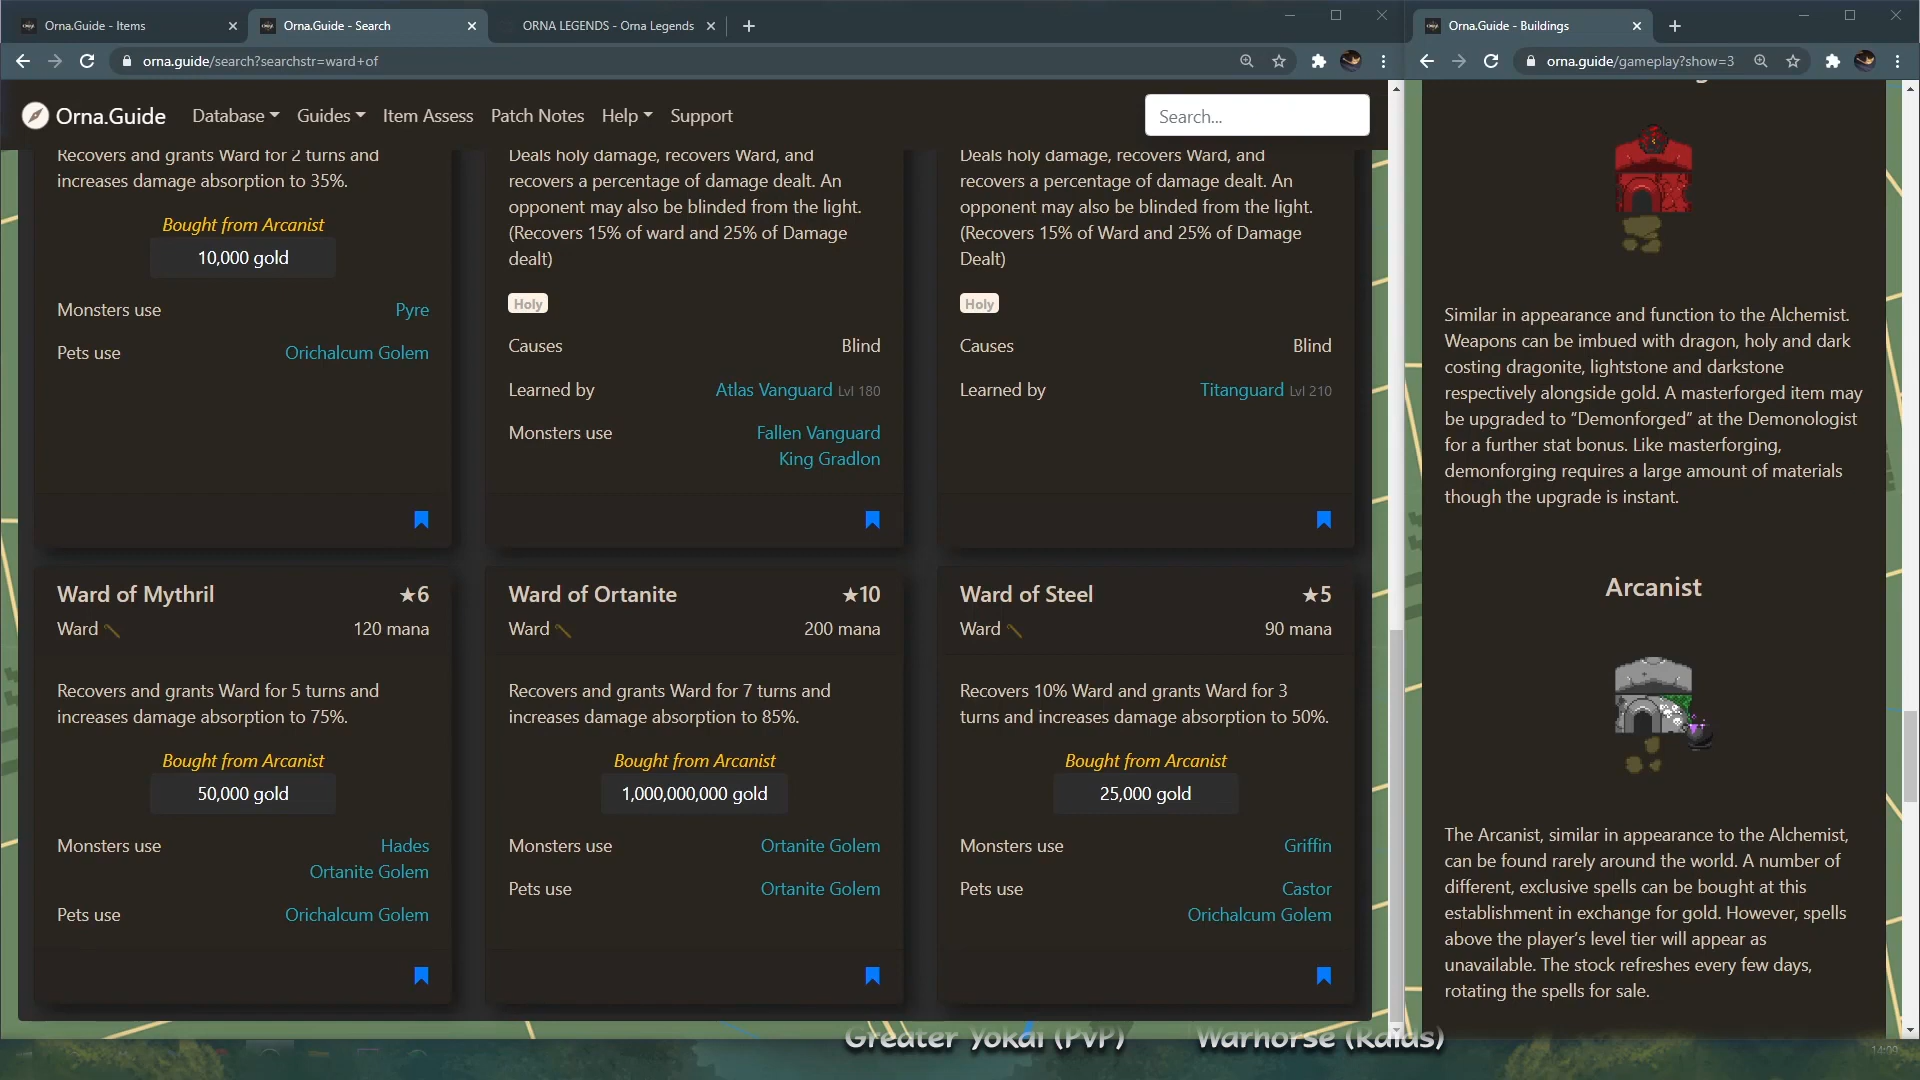 Orna.Guide - Items
Orna.Guide - Search
ORNA LEGENDS - Orna Legends
orna.guide/search?searchstr=ward+of
Orna.Guide
Database
Guides
Item Assess
Patch Notes
Help
Support
Search...
Recovers and grants Ward for 2 turns and
increases damage absorption to 35%.
Bought from Arcanist
10,000 gold
Monsters use
Pyre
Pets use
Orichalcum Golem
Deals holy damage, recovers Ward, and
recovers a percentage of damage dealt. An
opponent may also be blinded from the light.
(Recovers 15% of ward and 25% of Damage
dealt)
Holy
Causes
Blind
Learned by
Atlas Vanguard Lvl 180
Monsters use
Fallen Vanguard
King Gradlon
Deals holy damage, recovers Ward, and
recovers a percentage of damage dealt. An
opponent may also be blinded from the light.
(Recovers 15% of Ward and 25% of Damage
Dealt)
Holy
Causes
Blind
Learned by
Titanguard Lvl 210
Ward of Mythril
★6
Ward
120 mana
Recovers and grants Ward for 5 turns and
increases damage absorption to 75%.
Bought from Arcanist
50,000 gold
Monsters use
Hades
Ortanite Golem
Pets use
Orichalcum Golem
Ward of Ortanite
★10
Ward
200 mana
Recovers and grants Ward for 7 turns and
increases damage absorption to 85%.
Bought from Arcanist
1,000,000,000 gold
Monsters use
Ortanite Golem
Pets use
Ortanite Golem
Ward of Steel
★5
Ward
90 mana
Recovers 10% Ward and grants Ward for 3
turns and increases damage absorption to 50%.
Bought from Arcanist
25,000 gold
Monsters use
Griffin
Pets use
Castor
Orichalcum Golem
Orna.Guide - Buildings
orna.guide/gameplay?show=3
Similar in appearance and function to the Alchemist.
Weapons can be imbued with dragon, holy and dark
costing dragonite, lightstone and darkstone
respectively alongside gold. A masterforged item may
be upgraded to “Demonforged” at the Demonologist
for a further stat bonus. Like masterforging,
demonforging requires a large amount of materials
though the upgrade is instant.
Arcanist
The Arcanist, similar in appearance to the Alchemist,
can be found rarely around the world. A number of
different, exclusive spells can be bought at this
establishment in exchange for gold. However, spells
above the player’s level tier will appear as
unavailable. The stock refreshes every few days,
rotating the spells for sale.
Greater Yokai (PvP)
Warhorse (Raids)